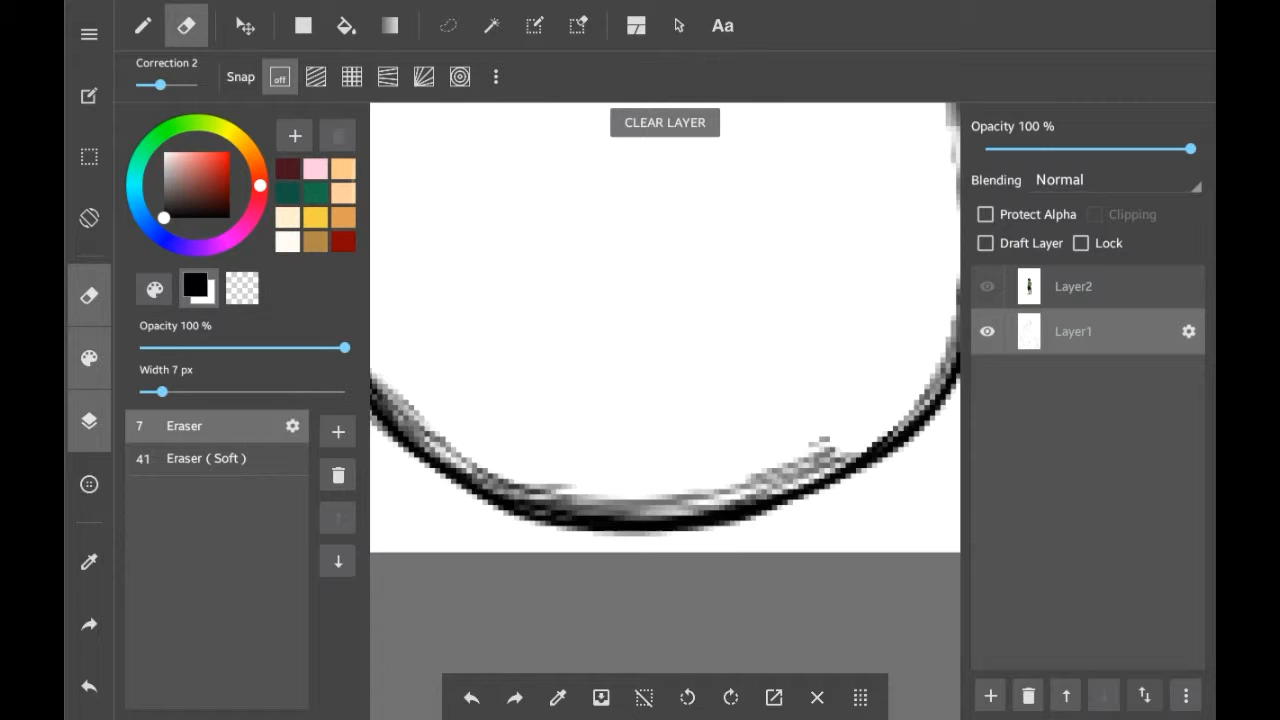 Aa
Correction 2
Snap
off
CLEAR LAYER
Opacity 100 %
Blending Normal
Protect Alpha
Clipping
Draft Layer
Lock
Layer2
Layer1
Opacity 100 %
Width 7 px
7 Eraser
41 Eraser ( Soft )